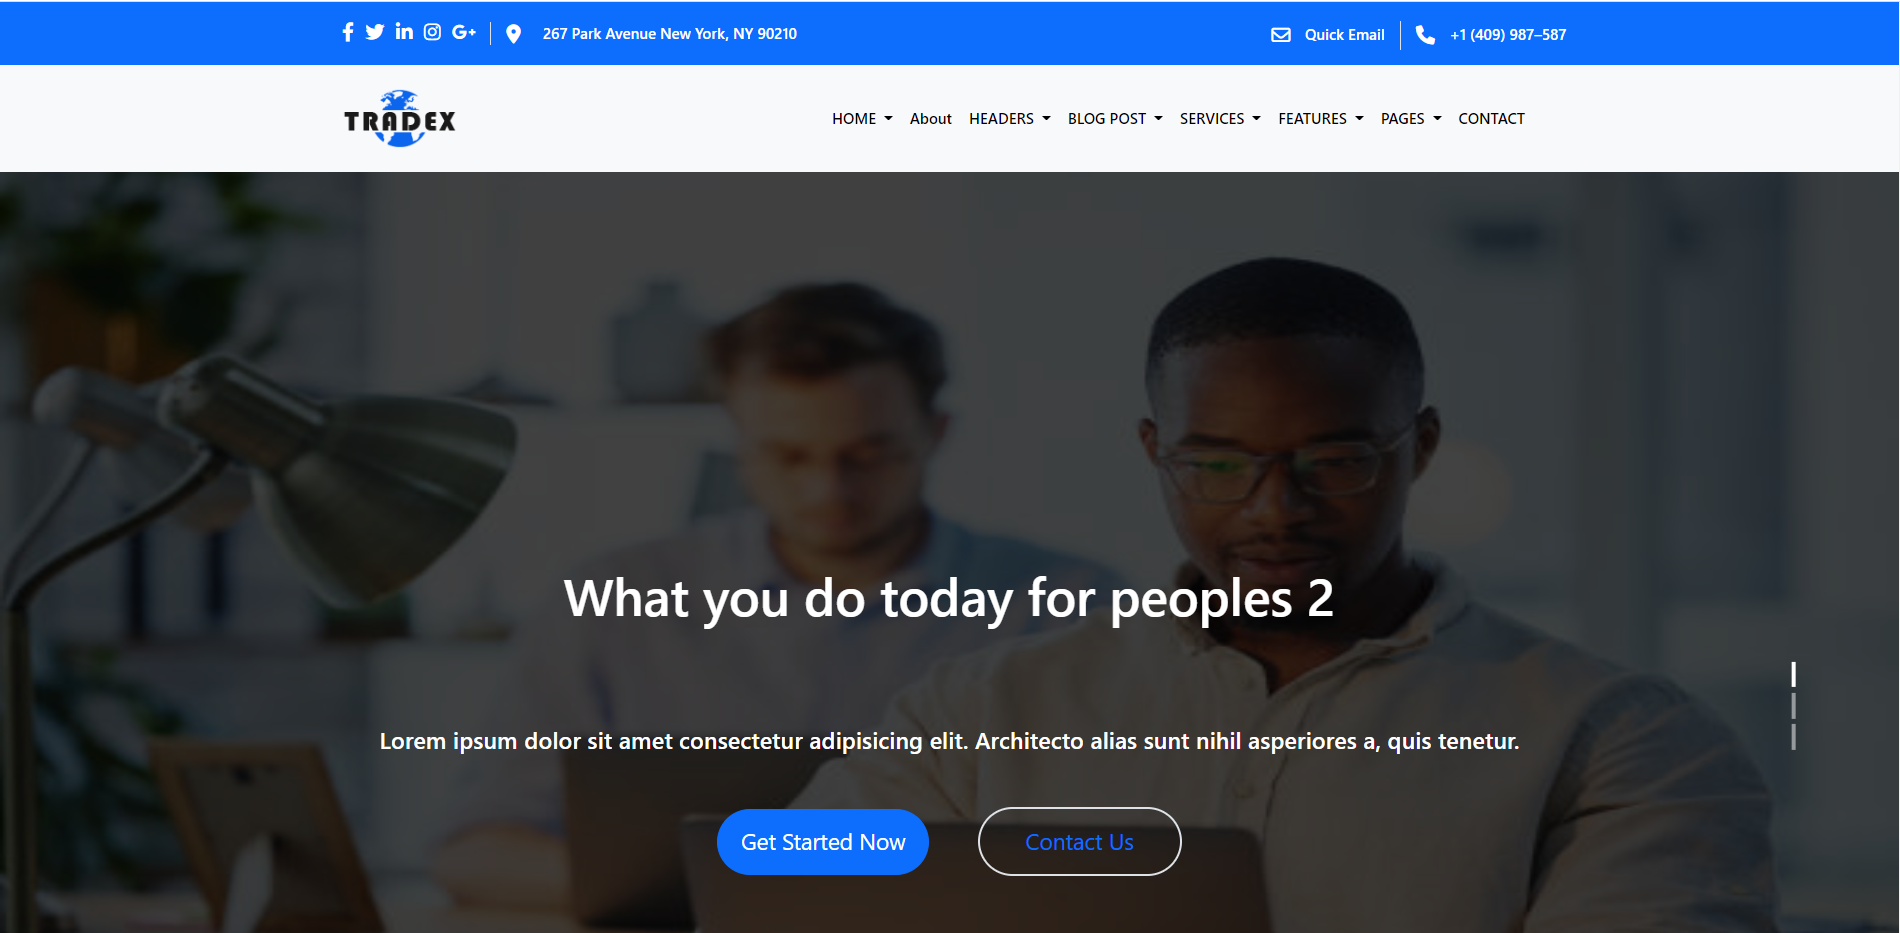 267 Park Avenue New York, NY 90210
Quick Email
+1 (409) 987–587
TRADEX
HOME
About
HEADERS
BLOG POST
SERVICES
FEATURES
PAGES
CONTACT
What you do today for peoples 2
Lorem ipsum dolor sit amet consectetur adipisicing elit. Architecto alias sunt nihil asperiores a, quis tenetur.
Get Started Now
Contact Us